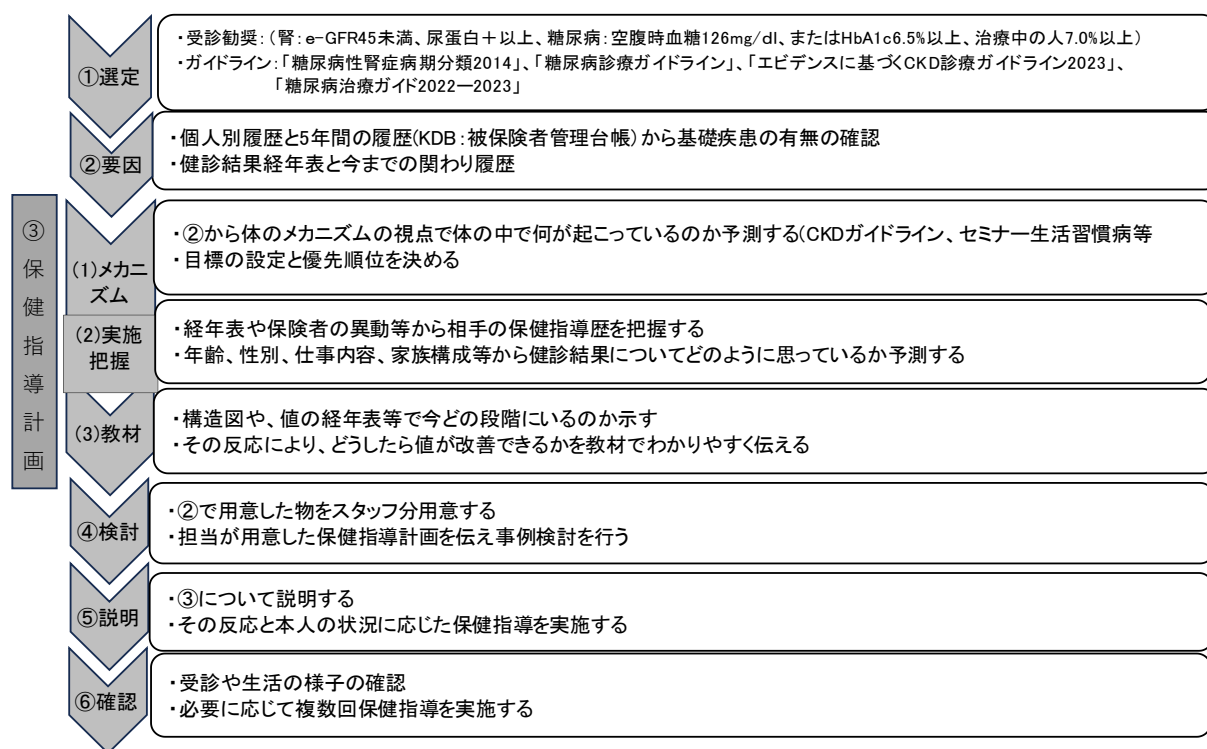 ①選定
・受診勧奨:(腎:e-GFR45未満、尿蛋白+以上、糖尿病:空腹時血糖126mg/dl、またはHbA1c6.5%以上、治療中の人7.0%以上)
・ガイドライン:「糖尿病性腎症病期分類2014」、「糖尿病診療ガイドライン」、「エビデンスに基づくCKD診療ガイドライン2023」、
「糖尿病治療ガイド2022ー2023」
②要因
・個人別履歴と5年間の履歴(KDB:被保険者管理台帳)から基礎疾患の有無の確認
・健診結果経年表と今までの関わり履歴
③保健指導計画
(1)メカニ
ズム
・②から体のメカニズムの視点で体の中で何が起こっているのか予測する(CKDガイドライン、セミナー生活習慣病等
・目標の設定と優先順位を決める
(2)実施
把握
・経年表や保険者の異動等から相手の保健指導歴を把握する
・年齢、性別、仕事内容、家族構成等から健診結果についてどのように思っているか予測する
(3)教材
・構造図や、値の経年表等で今どの段階にいるのか示す
・その反応により、どうしたら値が改善できるかを教材でわかりやすく伝える
④検討
・②で用意した物をスタッフ分用意する
・担当が用意した保健指導計画を伝え事例検討を行う
⑤説明
・③について説明する
・その反応と本人の状況に応じた保健指導を実施する
⑥確認
・受診や生活の様子の確認
・必要に応じて複数回保健指導を実施する